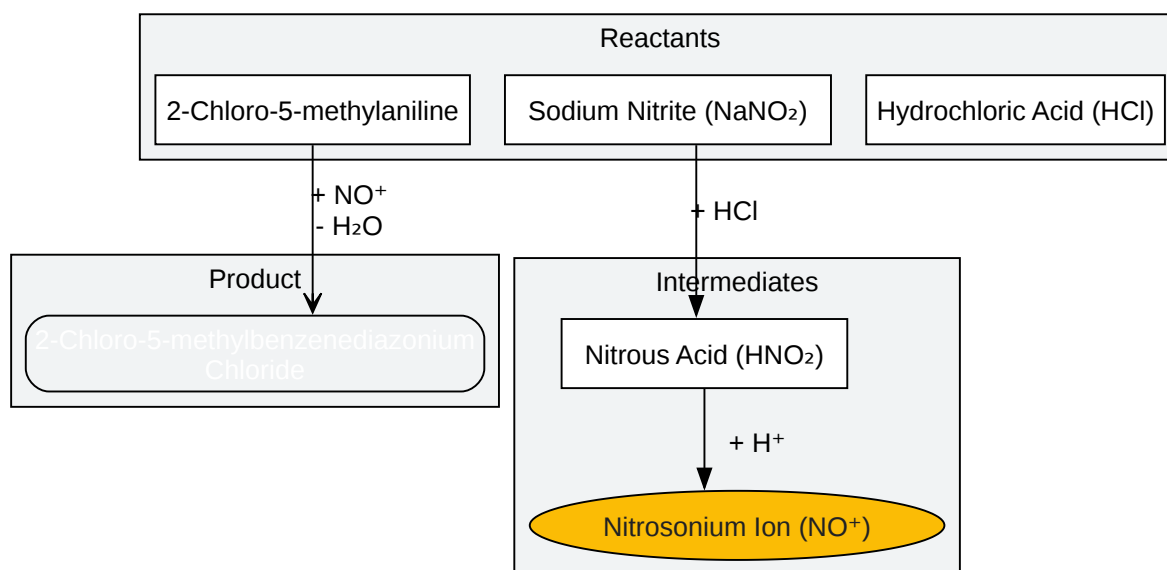 Reactants
2-Chloro-5-methylaniline
Sodium Nitrite (NaNO₂)
Hydrochloric Acid (HCl)
+ NO⁺
- H₂O
+ HCl
Product
2-Chloro-5-methylbenzenediazonium
Chloride
Intermediates
Nitrous Acid (HNO₂)
+ H⁺
Nitrosonium Ion (NO⁺)